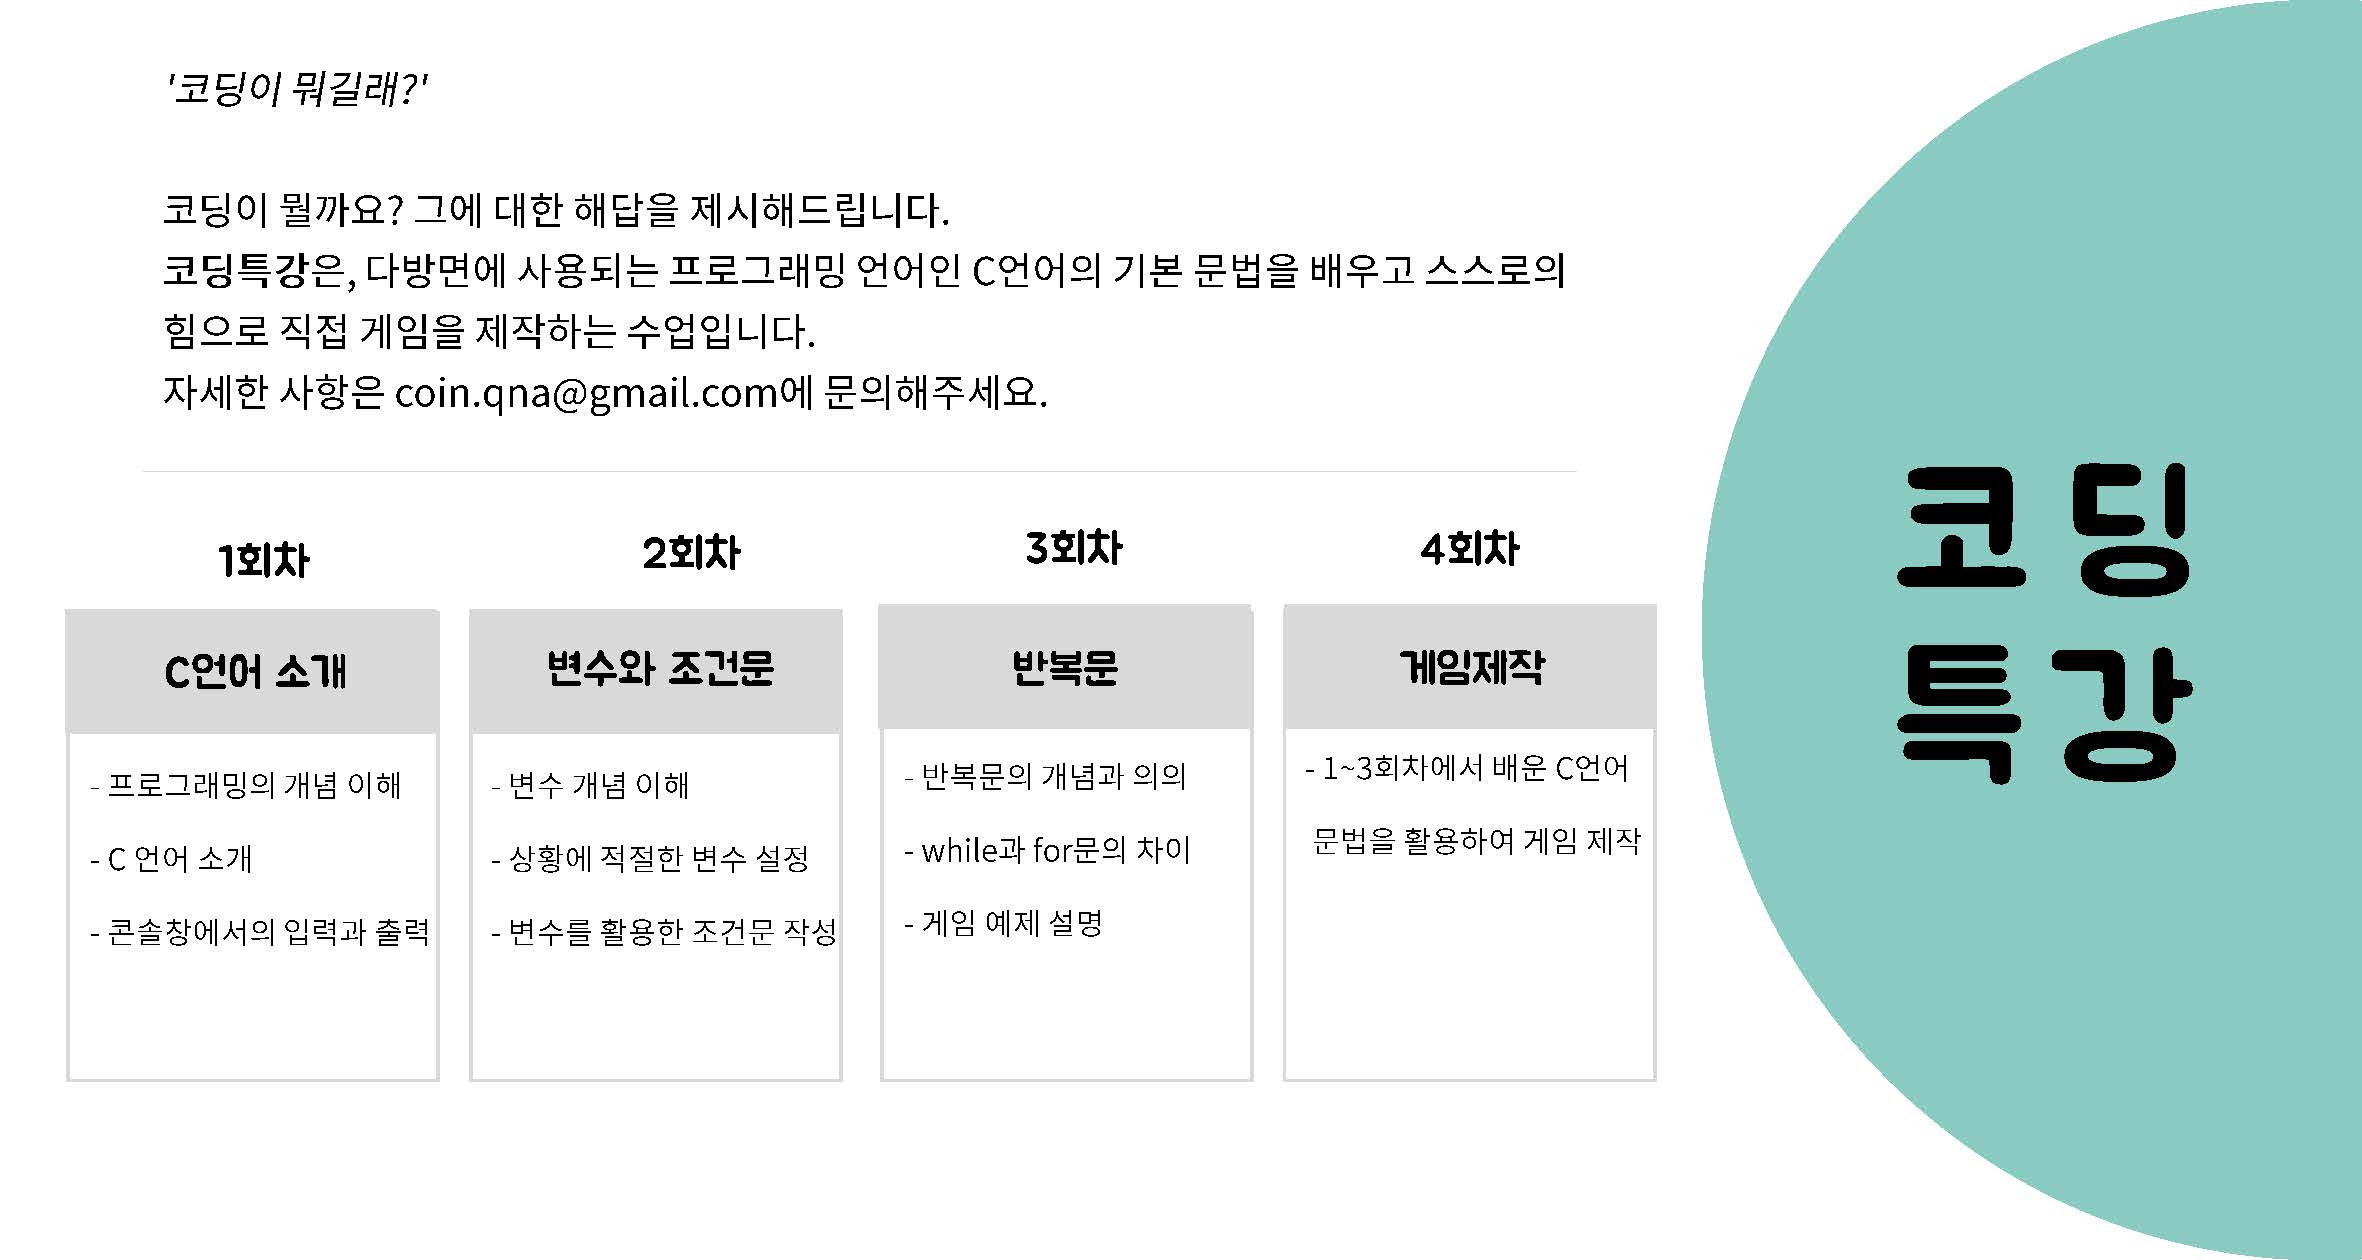 '코딩이 뭐길래?'
코딩이 뭘까요? 그에 대한 해답을 제시해드립니다.
코딩특강은, 다방면에 사용되는 프로그래밍 언어인 C언어의 기본 문법을 배우고 스스로의
힘으로 직접 게임을 제작하는 수업입니다.
자세한 사항은 coin.qna@gmail.com에 문의해주세요.
1회차
C언어 소개
- 프로그래밍의 개념 이해
- C 언어 소개
- 콘솔창에서의 입력과 출력
2회차
변수와 조건문
- 변수 개념 이해
- 상황에 적절한 변수 설정
- 변수를 활용한 조건문 작성
3회차
반복문
- 반복문의 개념과 의의
- while과 for문의 차이
- 게임 예제 설명
4회차
게임제작
- 1~3회차에서 배운 C언어
문법을 활용하여 게임 제작
코딩
특강